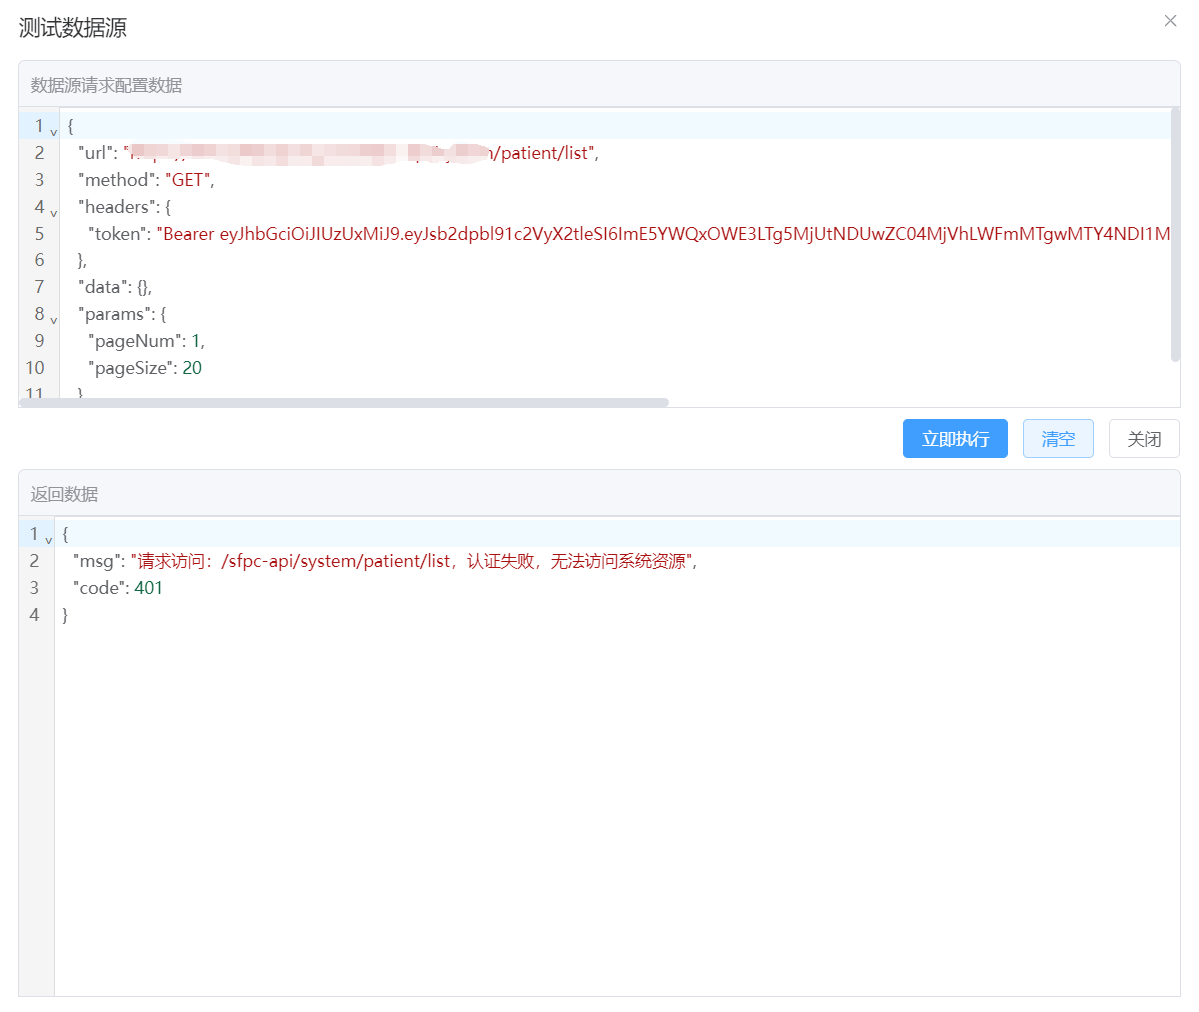 测试数据源
数据源请求配置数据
1 {
2 "url": "/patient/list",
3 "method": "GET",
4 "headers": {
5 "token": "Bearer eyJhbGciOiJIUzUxMiJ9.eyJsb2dpbl91c2VyX2tleSI6ImE5YWQxOWE3LTg5MjUtNDUwZC04MjVhLWFmMTgwMTY4NDI1M
6 },
7 "data": {},
8 "params": {
9 "pageNum": 1,
10 "pageSize": 20
11 }
立即执行 清空 关闭
返回数据
1 {
2 "msg": "请求访问：/sfpc-api/system/patient/list，认证失败，无法访问系统资源",
3 "code": 401
4 }